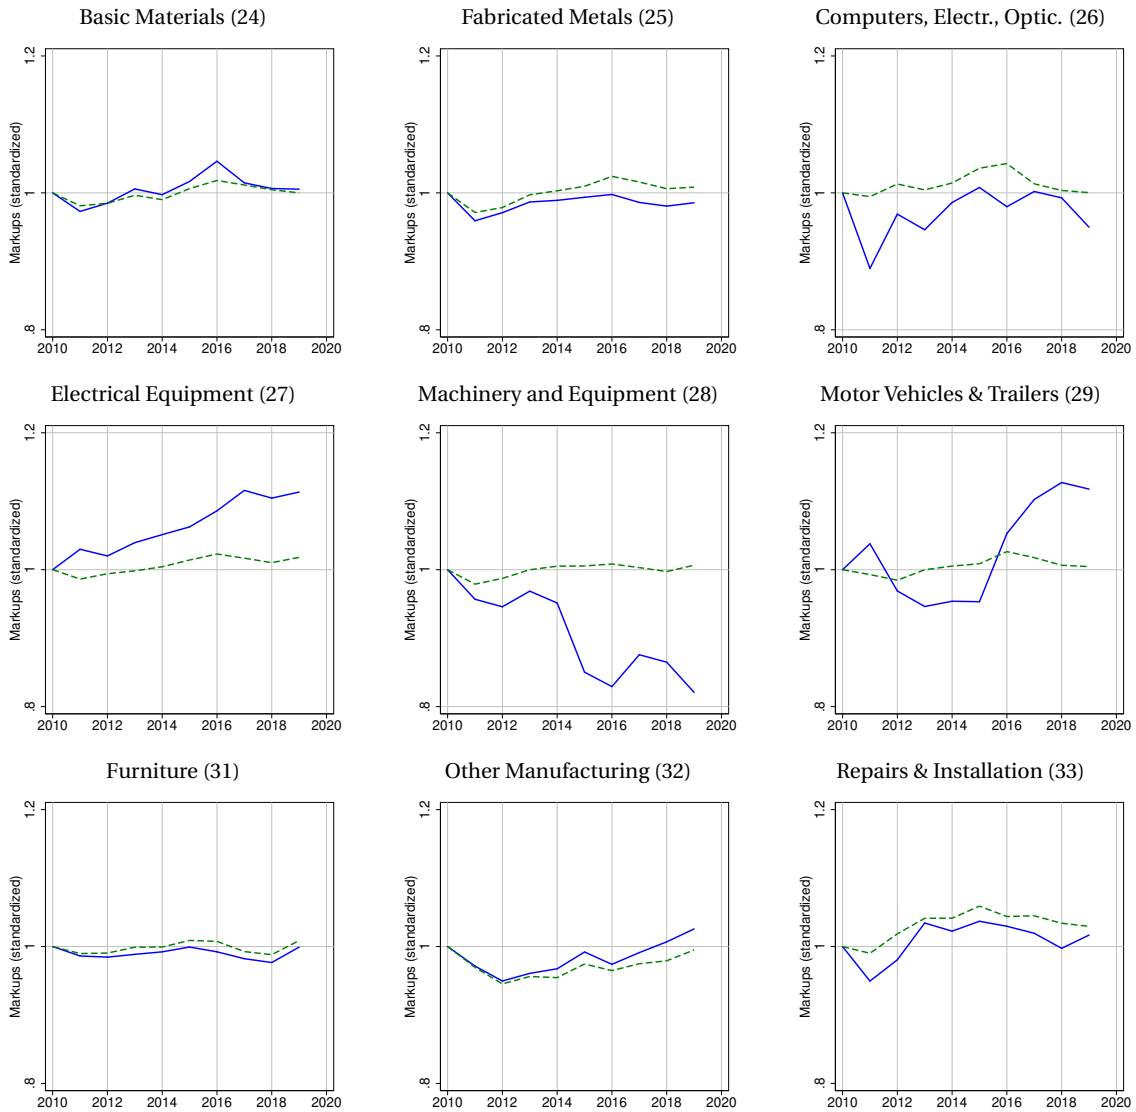 Basic Materials (24)
Fabricated Metals (25)
Computers, Electr., Optic. (26)
Markups (standardized)
1.2
1
.8
2010 2012 2014 2016 2018 2020
Markups (standardized)
1.2
1
.8
2010 2012 2014 2016 2018 2020
Markups (standardized)
1.2
1
.8
2010 2012 2014 2016 2018 2020
Electrical Equipment (27)
Machinery and Equipment (28)
Motor Vehicles & Trailers (29)
Markups (standardized)
1.2
1
.8
2010 2012 2014 2016 2018 2020
Markups (standardized)
1.2
1
.8
2010 2012 2014 2016 2018 2020
Markups (standardized)
1.2
1
.8
2010 2012 2014 2016 2018 2020
Furniture (31)
Other Manufacturing (32)
Repairs & Installation (33)
Markups (standardized)
1.2
1
.8
2010 2012 2014 2016 2018 2020
Markups (standardized)
1.2
1
.8
2010 2012 2014 2016 2018 2020
Markups (standardized)
1.2
1
.8
2010 2012 2014 2016 2018 2020